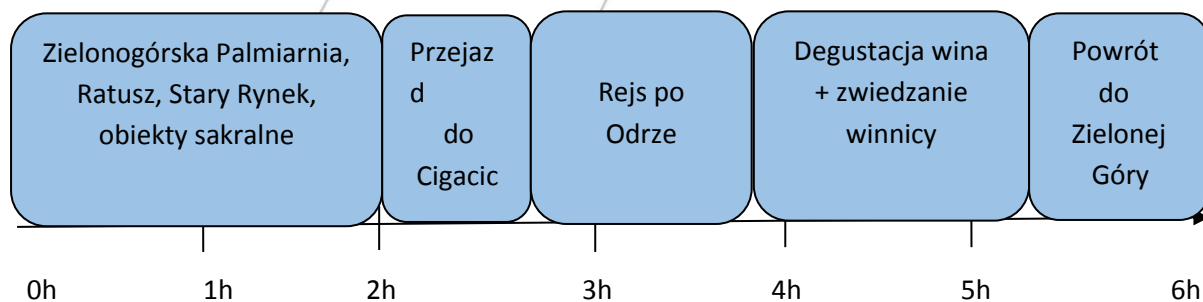 Zielonogórska Palmiarnia,
Ratusz, Stary Rynek,
obiekty sakralne
Przejaz
d
do
Cigacic
Rejs po
Odrze
Degustacja wina
+ zwiedzanie
winnicy
Powrót
do
Zielonej
Góry
0h 1h 2h 3h 4h 5h 6h